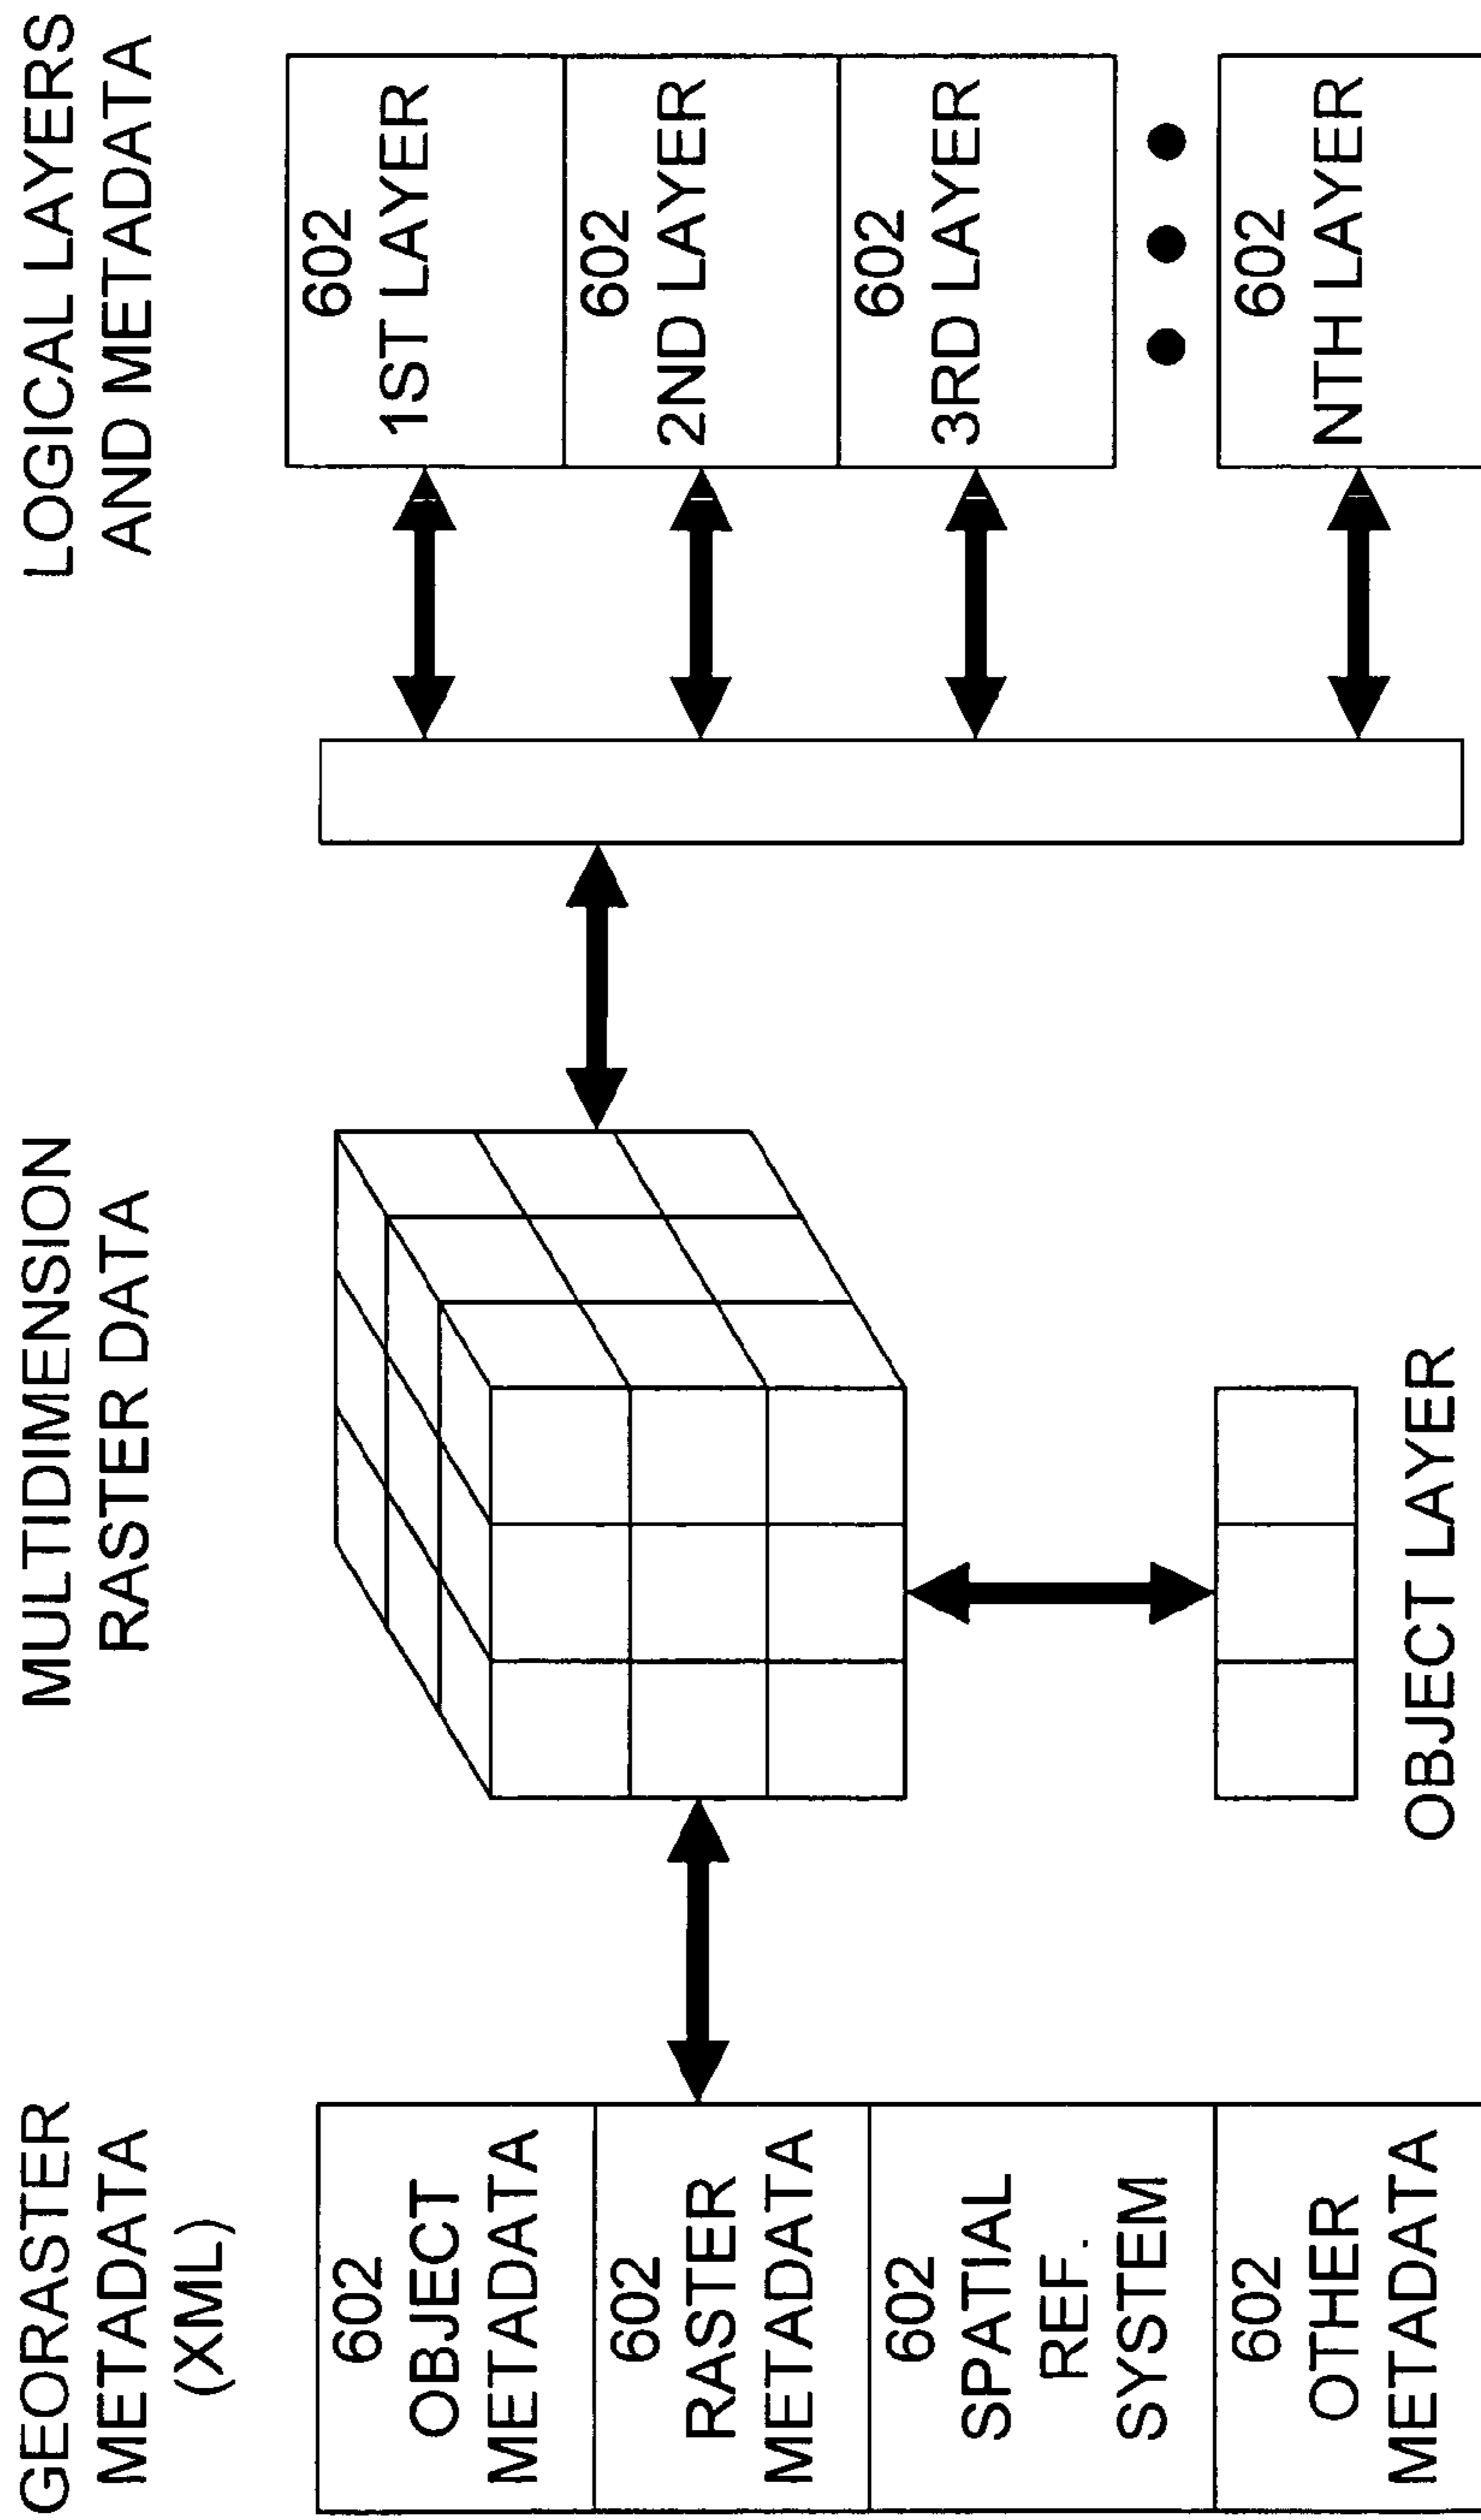 GEORASTER
METADATA
(XML)
602
OBJECT
METADATA
602
RASTER
METADATA
602
SPATIAL
REF.
SYSTEM
602
OTHER
METADATA
MULTIDIMENSION
RASTER DATA
OBJECT LAYER
LOGICAL LAYERS
AND METADATA
602
1ST LAYER
602
2ND LAYER
602
3RD LAYER
602
NTH LAYER